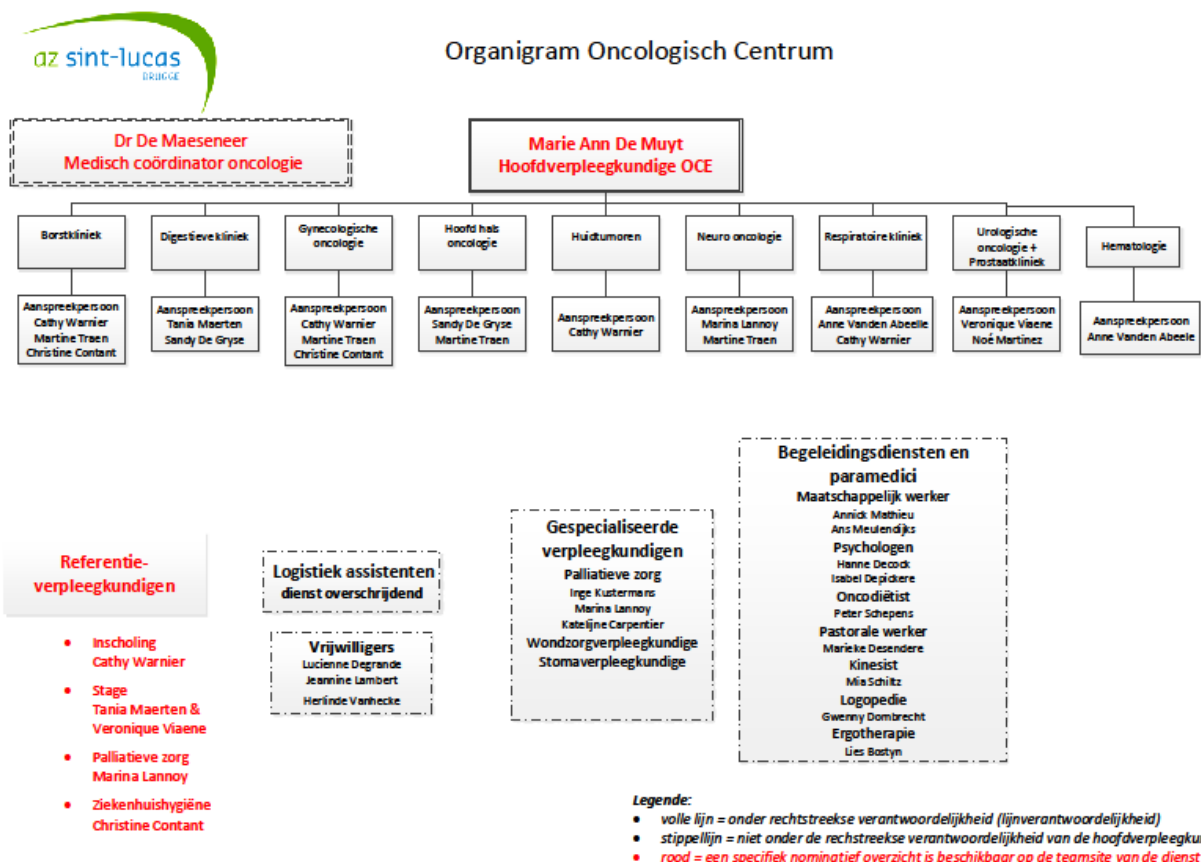 az sint-lucas
BRUGGE
Organigram Oncologisch Centrum
Dr De Maeseneer
Medisch coördinator oncologie
Marie Ann De Muyt
Hoofdverpleegkundige OCE
Borstkliniek
Digestieve kliniek
Gynecologische
oncologie
Hoofd hals
oncologie
Huidtumoren
Neuro oncologie
Respiratoire kliniek
Urologische
oncologie +
Prostaatkliniek
Hematologie
Aanspreekpersoon
Cathy Warnier
Martine Traen
Christine Contant
Aanspreekpersoon
Tania Maerten
Sandy De Gryse
Aanspreekpersoon
Cathy Warnier
Martine Traen
Christine Contant
Aanspreekpersoon
Sandy De Gryse
Martine Traen
Aanspreekpersoon
Cathy Warnier
Aanspreekpersoon
Marina Lannoy
Martine Traen
Aanspreekpersoon
Anne Vanden Abeelle
Cathy Warnier
Aanspreekpersoon
Veronique Viaene
Noé Martinez
Aanspreekpersoon
Anne Vanden Abeele
Referentie-
verpleegkundigen
• Inscholing
Cathy Warnier
• Stage
Tania Maerten &
Veronique Viaene
• Palliatieve zorg
Marina Lannoy
• Ziekenhuishygiëne
Christine Contant
Logistiek assistenten
dienst overschrijdend
Vrijwilligers
Lucienne Degrande
Jeannine Lambert
Herlinde Vanhecke
Gespecialiseerde
verpleegkundigen
Palliatieve zorg
Inge Kustermans
Marina Lannoy
Katelijne Carpentier
Wondzorgverpleegkundige
Stomaverpleegkundige
Begeleidingsdiensten en
paramedici
Maatschappelijk werker
Annick Mathieu
Ans Meulendijks
Psychologen
Hanne Decock
Isabel Depickere
Oncodiëtist
Peter Schepens
Pastorale werker
Marieke Desendere
Kinesist
Mia Schiltz
Logopedie
Gwenny Dombrecht
Ergotherapie
Lies Bostyn
Legende:
• volle lijn = onder rechtstreekse verantwoordelijkheid (lijnverantwoordelijkheid)
• stippellijn = niet onder de rechstreekse verantwoordelijkheid van de hoofdverpleegku
• rood = een specifiek nominatief overzicht is beschikbaar op de teamsite van de dienst